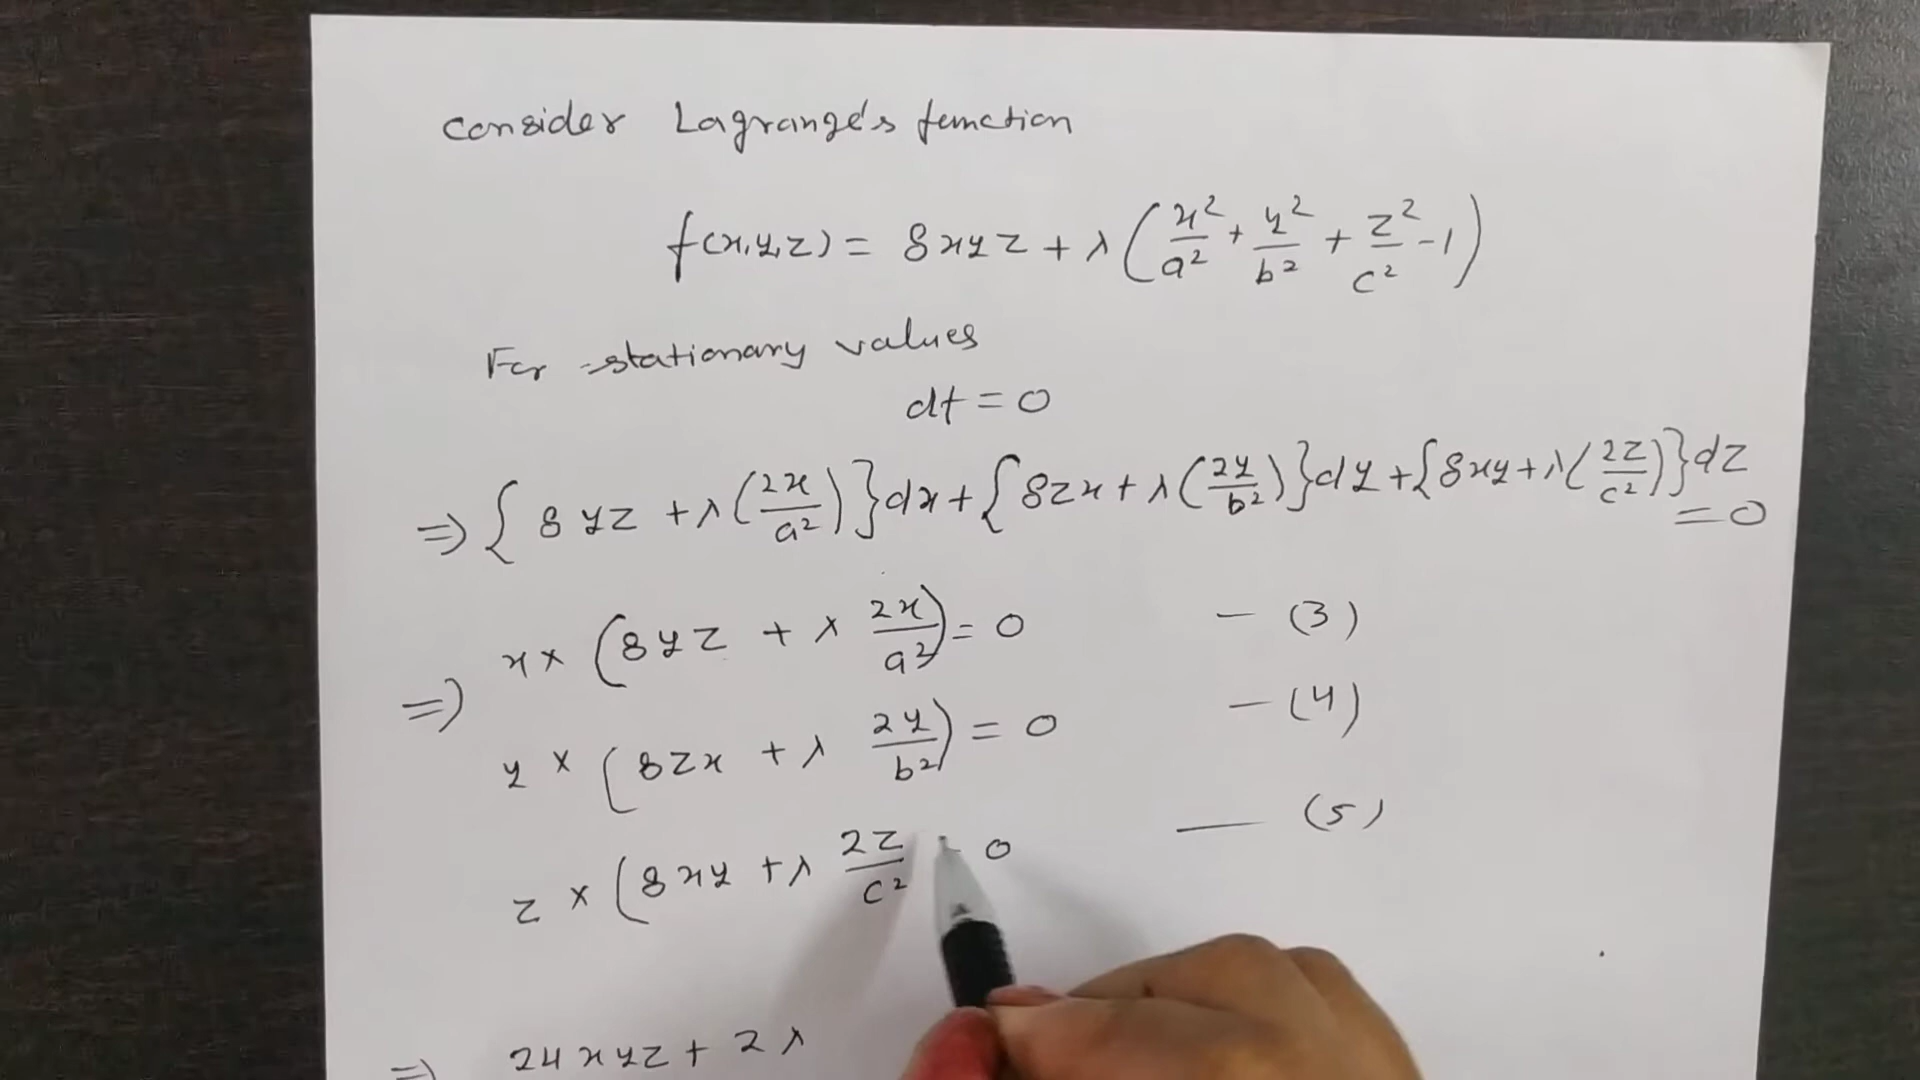 consider Lagrange's function
f(x,y,z) = 8xyz + λ(x²/a² + y²/b² + z²/c² - 1)
For stationary values
df = 0
⇒ { 8yz + λ(2x/a²)}dx + {8zx + λ(2y/b²)}dy + {8xy + λ(2z/c²)}dz = 0
x × (8yz + λ 2x/a²) = 0 — (3)
⇒ y × (8zx + λ 2y/b²) = 0 — (4)
z × (8xy + λ 2z/c² = 0 — (5)
⇒ 24xyz + 2λ